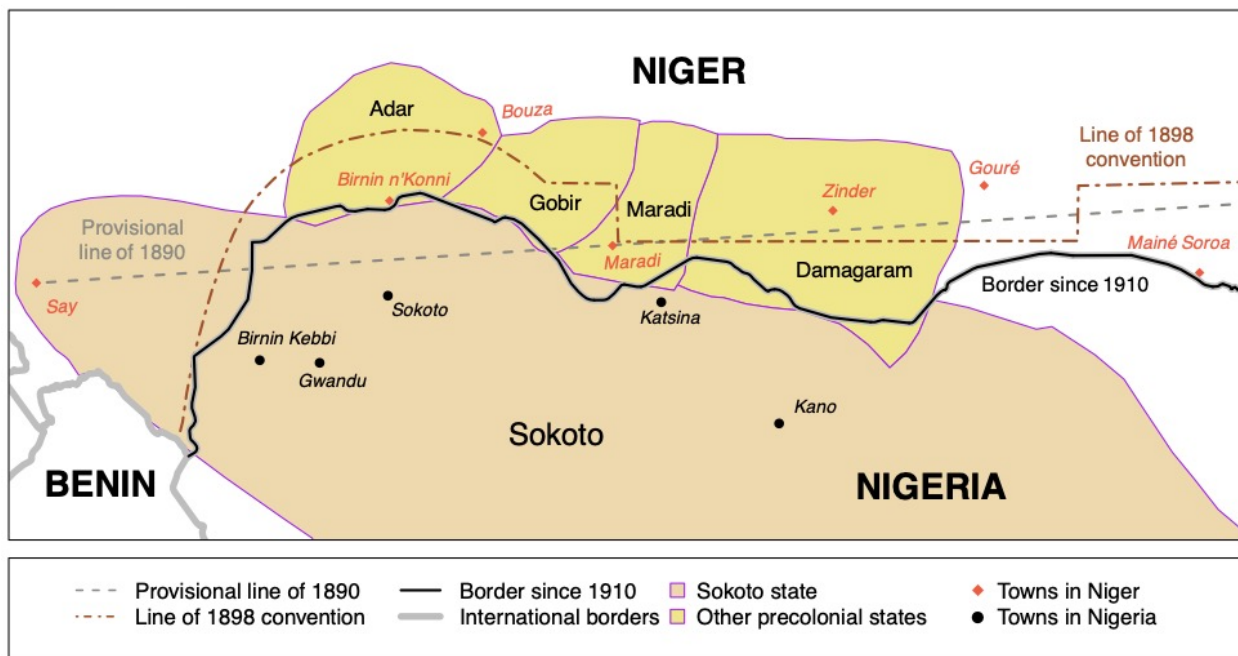 NIGER
Adar
Bouza
Line of 1898
convention
Gouré
Birnin n'Konni
Zinder
Gobir
Maradi
Provisional
line of 1890
Maradi
Mainé Soroa
Damagaram
Border since 1910
Say
Sokoto
Katsina
Birnin Kebbi
Gwandu
Kano
Sokoto
BENIN
NIGERIA
Provisional line of 1890
Border since 1910
Sokoto state
Towns in Niger
Line of 1898 convention
International borders
Other precolonial states
Towns in Nigeria